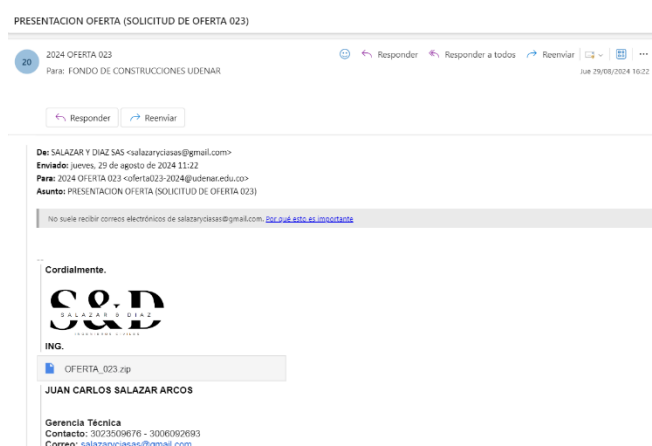 PRESENTACION OFERTA (SOLICITUD DE OFERTA 023)
20
2024 OFERTA 023
Para: FONDO DE CONSTRUCCIONES UDENAR
Responder
Responder a todos
Reenviar
Jue 29/08/2024 16:22
Responder
Reenviar
De: SALAZAR Y DIAZ SAS <salazaryciasas@gmail.com>
Enviado: jueves, 29 de agosto de 2024 11:22
Para: 2024 OFERTA 023 <oferta023-2024@udenar.edu.co>
Asunto: PRESENTACION OFERTA (SOLICITUD DE OFERTA 023)
No suele recibir correos electrónicos de salazaryciasas@gmail.com. Por qué esto es importante
--
Cordialmente.
S&D
SALAZAR & DIAZ
ING.
OFERTA_023.zip
JUAN CARLOS SALAZAR ARCOS
Gerencia Técnica
Contacto: 3023509676 - 3006092693
Correo: salazaryciasas@gmail.com